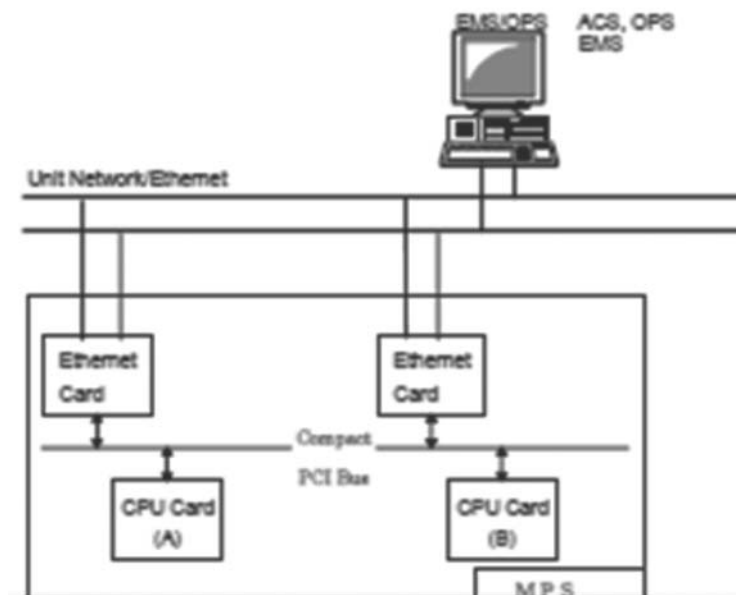 EMS/OPS
ACS, OPS
EMS
Unit Network/Ethernet
Ethernet
Card
Ethernet
Card
Compact
PCI Bus
CPU Card
(A)
CPU Card
(B)
M.P.S